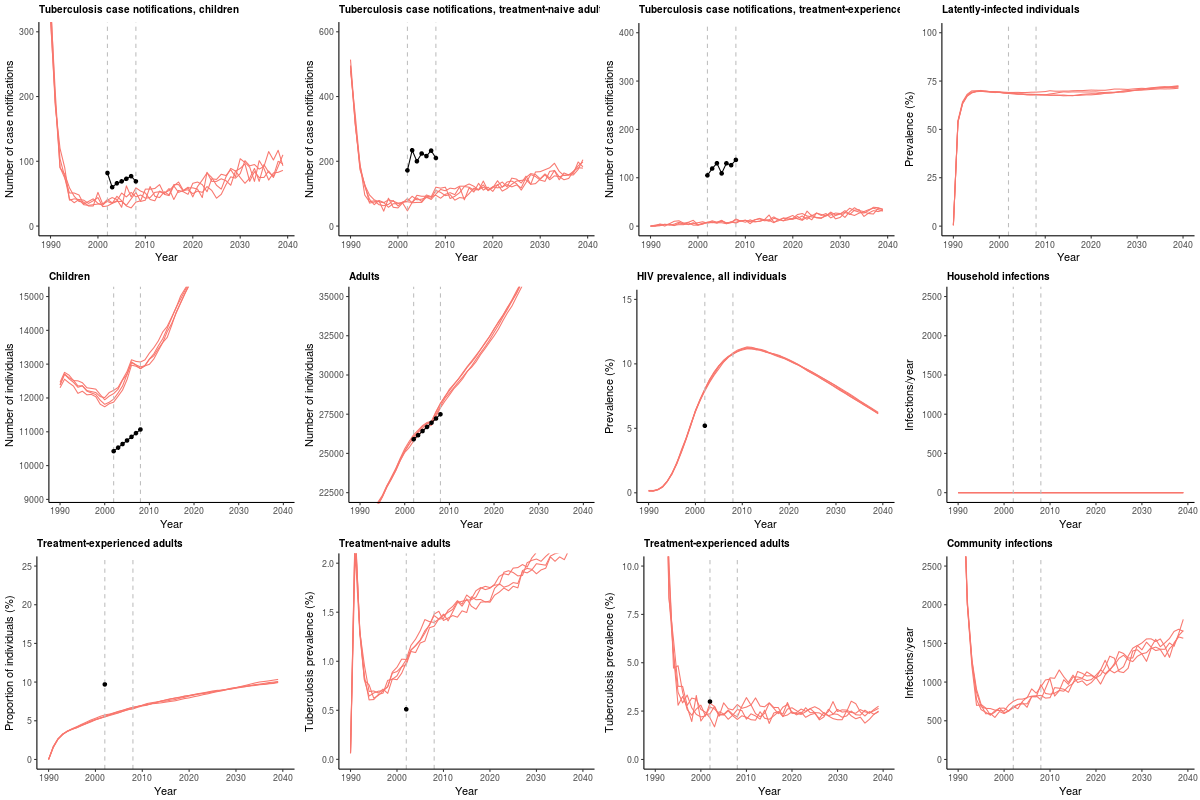 Tuberculosis case notifications, children
Number of case notifications
300
200
100
0
1990 2000 2010 2020 2030 2040
Year
Tuberculosis case notifications, treatment-naive adul
Number of case notifications
600
400
200
0
1990 2000 2010 2020 2030 2040
Year
Tuberculosis case notifications, treatment-experience
Number of case notifications
400
300
200
100
0
1990 2000 2010 2020 2030 2040
Year
Latently-infected individuals
Prevalence (%)
100
75
50
25
0
1990 2000 2010 2020 2030 2040
Year
Children
Number of individuals
15000
14000
13000
12000
11000
10000
9000
1990 2000 2010 2020 2030 2040
Year
Adults
Number of individuals
35000
32500
30000
27500
25000
22500
1990 2000 2010 2020 2030 2040
Year
HIV prevalence, all individuals
Prevalence (%)
15
10
5
0
1990 2000 2010 2020 2030 2040
Year
Household infections
Infections/year
2500
2000
1500
1000
500
0
1990 2000 2010 2020 2030 2040
Year
Treatment-experienced adults
Proportion of individuals (%)
25
20
15
10
5
0
1990 2000 2010 2020 2030 2040
Year
Treatment-naive adults
Tuberculosis prevalence (%)
2.0
1.5
1.0
0.5
0.0
1990 2000 2010 2020 2030 2040
Year
Treatment-experienced adults
Tuberculosis prevalence (%)
10.0
7.5
5.0
2.5
0.0
1990 2000 2010 2020 2030 2040
Year
Community infections
Infections/year
2500
2000
1500
1000
500
0
1990 2000 2010 2020 2030 2040
Year